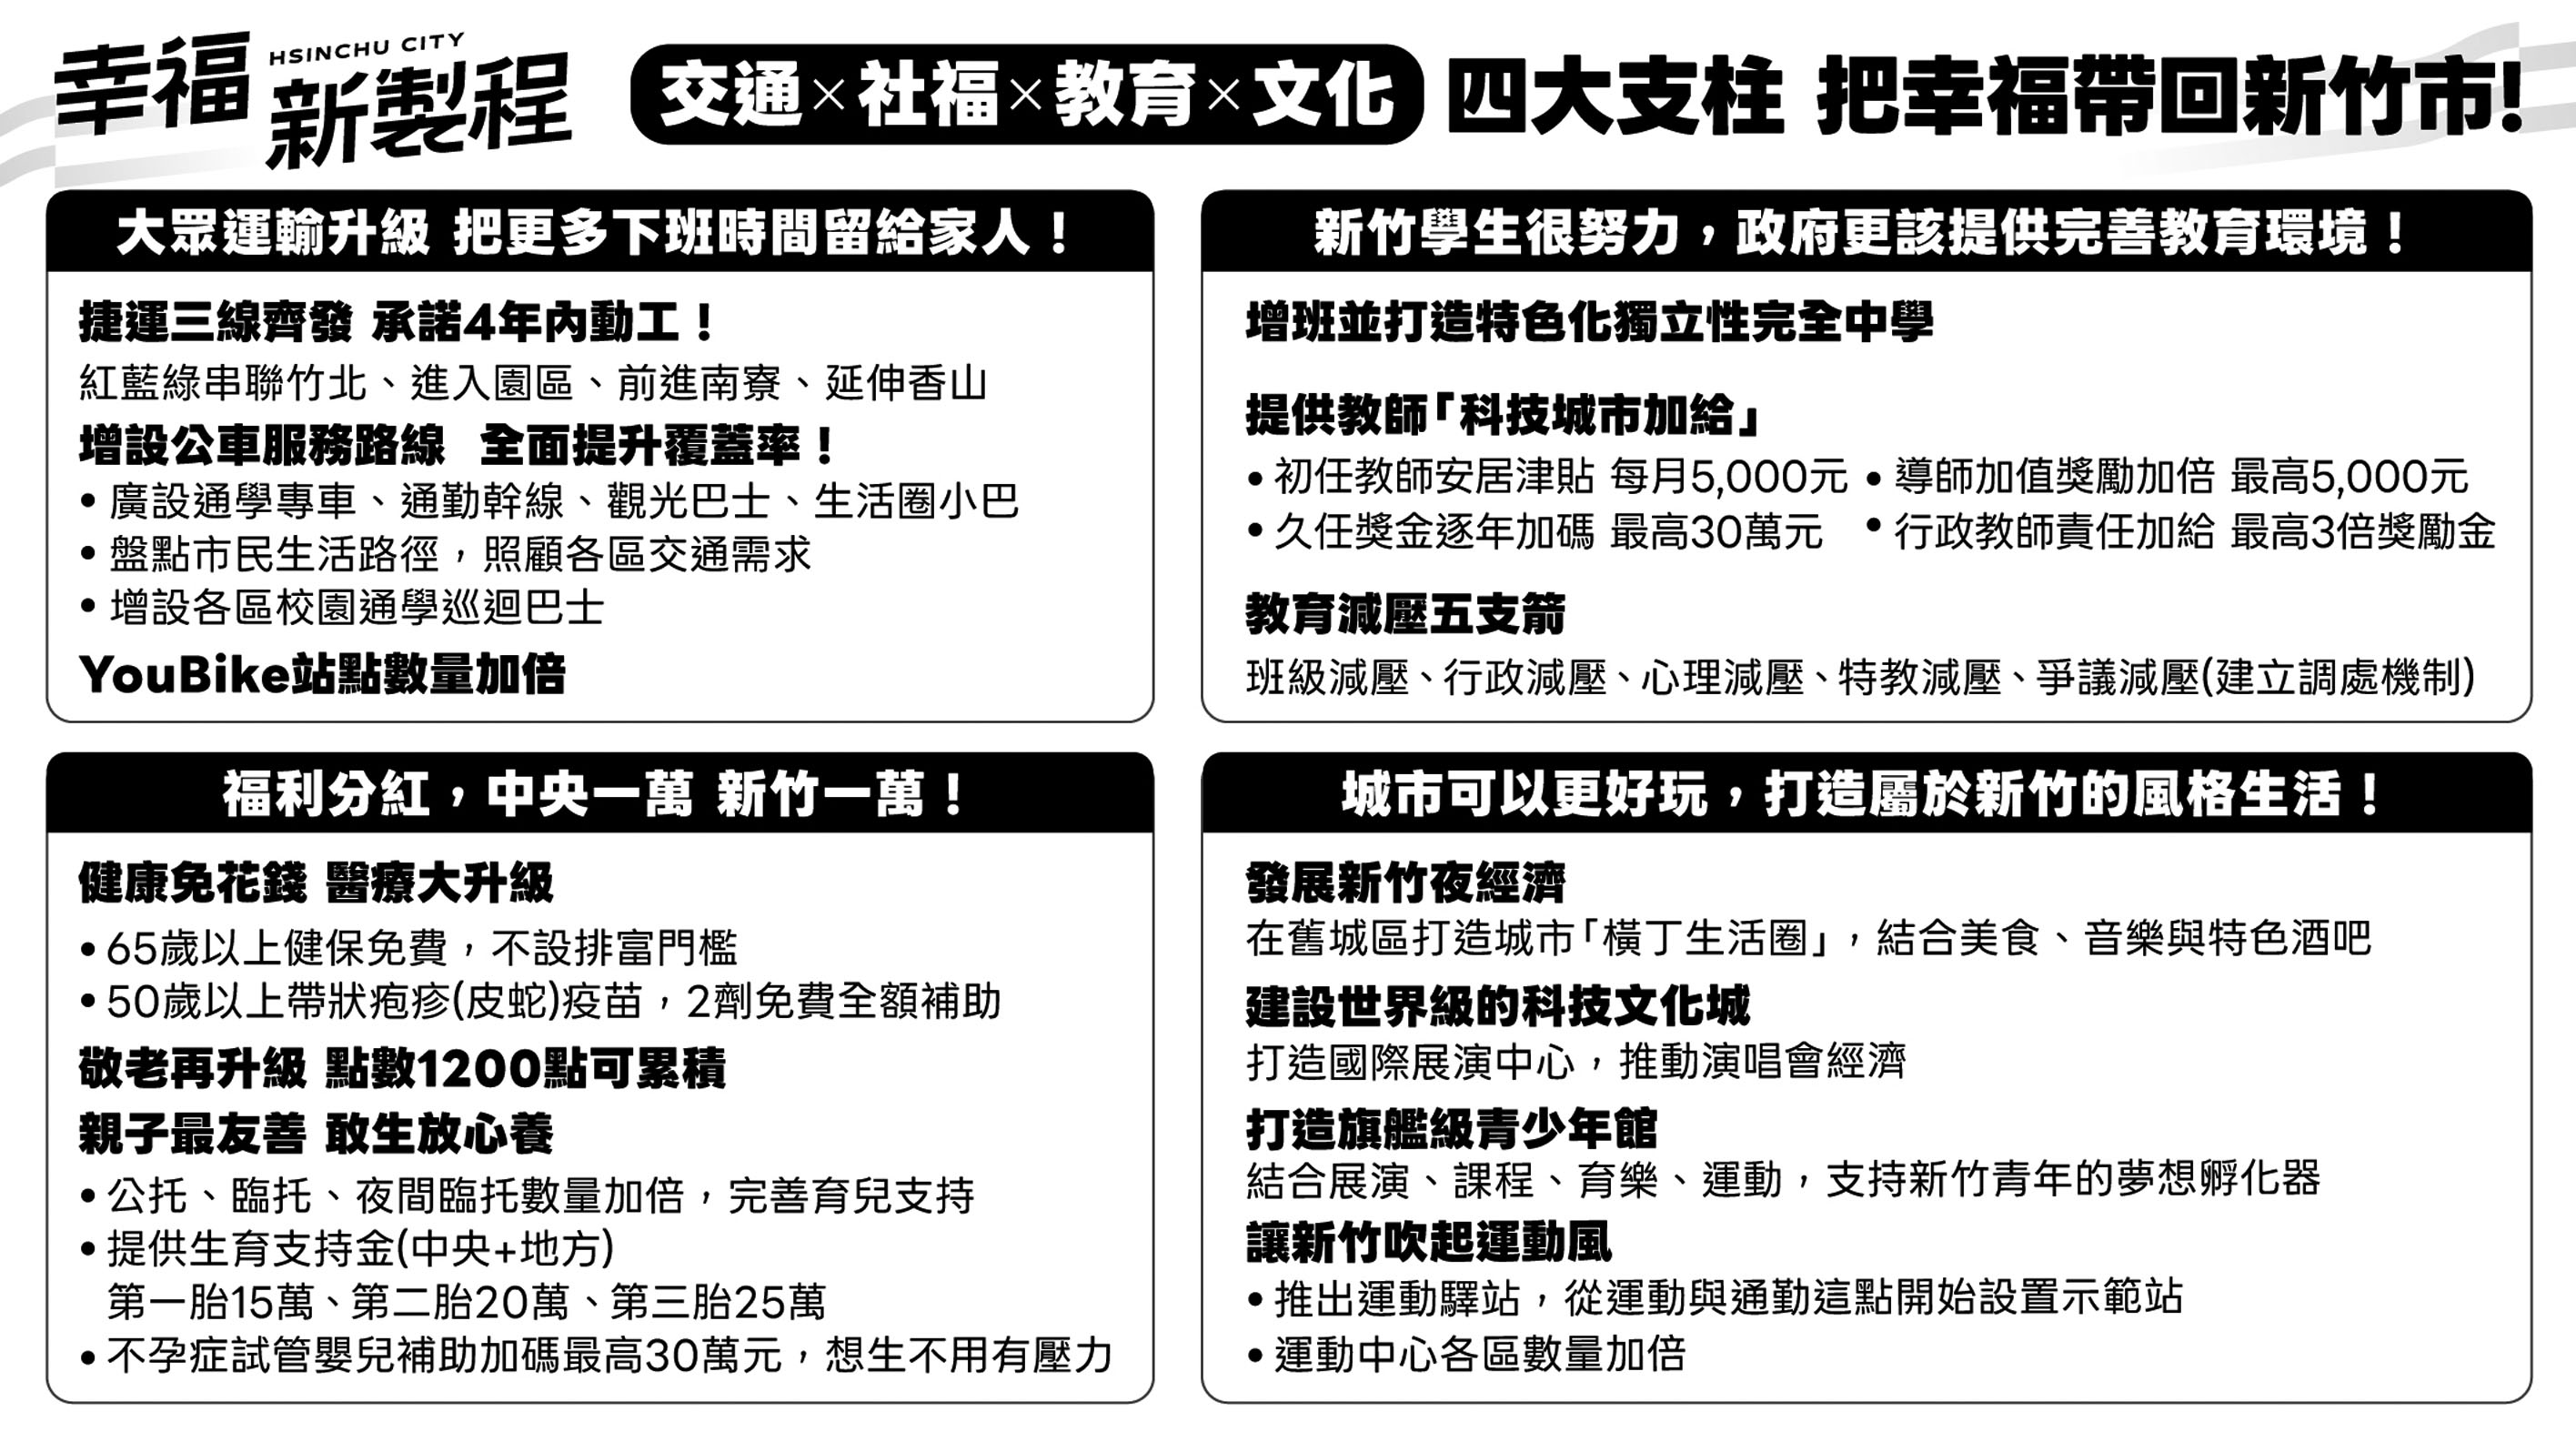 幸福
HSINCHU CITY
新製程
交通×社福×教育×文化 四大支柱 把幸福帶回新竹市!
大眾運輸升級 把更多下班時間留給家人！
捷運三線齊發 承諾4年內動工！
紅藍綠串聯竹北、進入園區、前進南寮、延伸香山
增設公車服務路線 全面提升覆蓋率！
•廣設通學專車、通勤幹線、觀光巴士、生活圈小巴
•盤點市民生活路徑，照顧各區交通需求
•增設各區校園通學巡迴巴士
YouBike站點數量加倍
新竹學生很努力，政府更該提供完善教育環境！
增班並打造特色化獨立性完全中學
提供教師「科技城市加給」
•初任教師安居津貼 每月5,000元 •導師加值獎勵加倍 最高5,000元
•久任獎金逐年加碼 最高30萬元 •行政教師責任加給 最高3倍獎勵金
教育減壓五支箭
班級減壓、行政減壓、心理減壓、特教減壓、爭議減壓(建立調處機制)
福利分紅，中央一萬 新竹一萬！
健康免花錢 醫療大升級
•65歲以上健保免費，不設排富門檻
•50歲以上帶狀疱疹(皮蛇)疫苗，2劑免費全額補助
敬老再升級 點數1200點可累積
親子最友善 敢生放心養
•公托、臨托、夜間臨托數量加倍，完善育兒支持
•提供生育支持金(中央+地方)
第一胎15萬、第二胎20萬、第三胎25萬
•不孕症試管嬰兒補助加碼最高30萬元，想生不用有壓力
城市可以更好玩，打造屬於新竹的風格生活！
發展新竹夜經濟
在舊城區打造城市「橫丁生活圈」，結合美食、音樂與特色酒吧
建設世界級的科技文化城
打造國際展演中心，推動演唱會經濟
打造旗艦級青少年館
結合展演、課程、育樂、運動，支持新竹青年的夢想孵化器
讓新竹吹起運動風
•推出運動驛站，從運動與通勤這點開始設置示範站
•運動中心各區數量加倍